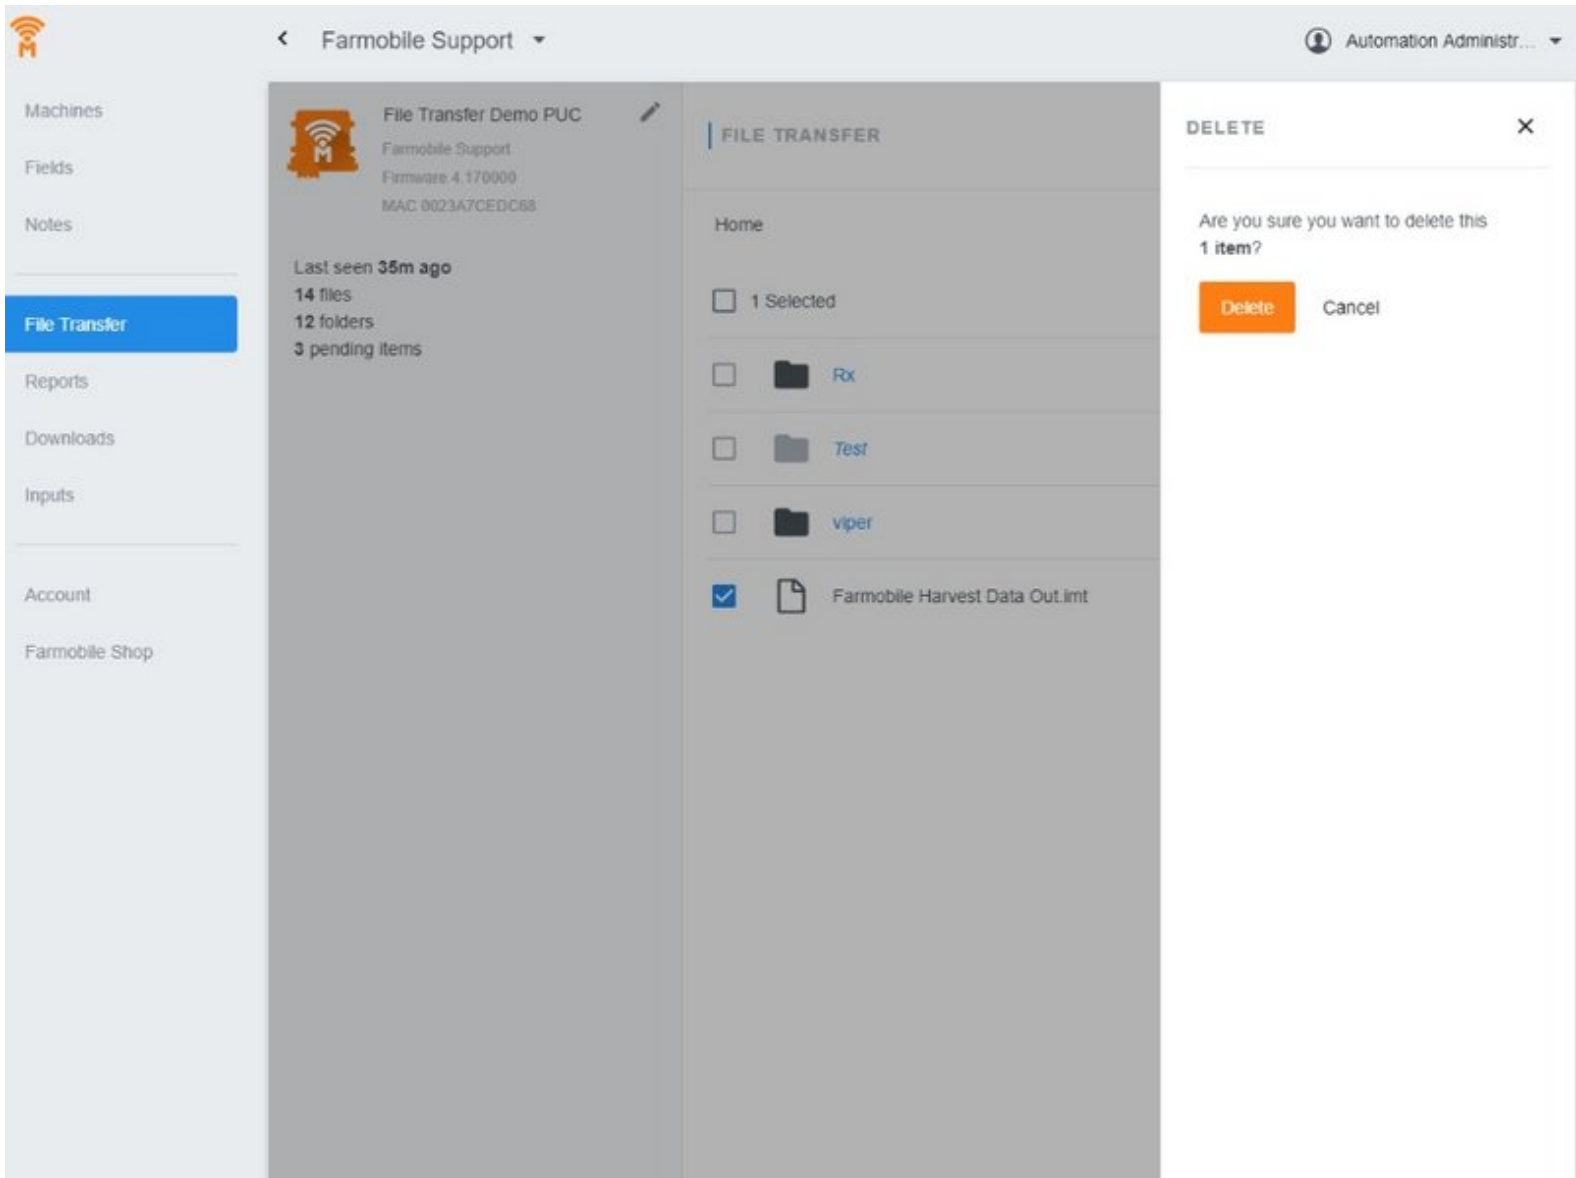 Farmobile Support
Automation Administr...
Machines
Fields
Notes
File Transfer
Reports
Downloads
Inputs
Account
Farmobile Shop
File Transfer Demo PUC
Farmobile Support
Firmware 4.170000
MAC 0023A7CEDC68
Last seen 35m ago
14 files
12 folders
3 pending items
FILE TRANSFER
Home
1 Selected
Rx
Test
viper
Farmobile Harvest Data Out.imt
DELETE
Are you sure you want to delete this
1 item?
Delete Cancel